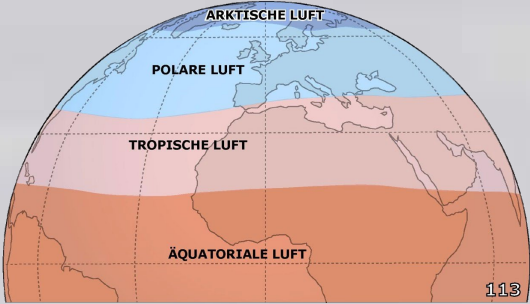 ARKTISCHE LUFT
POLARE LUFT
TROPISCHE LUFT
ÄQUATORIALE LUFT
113